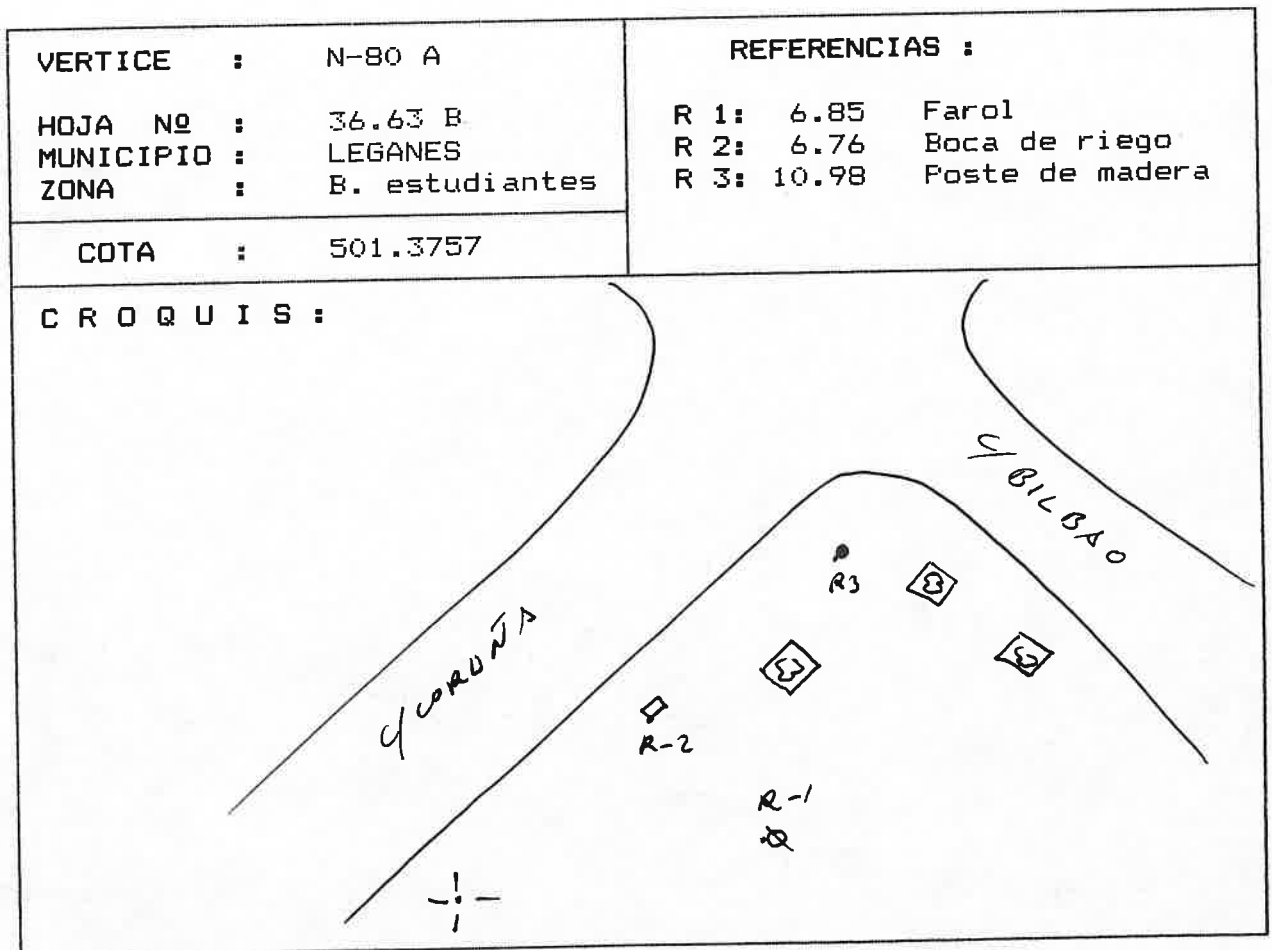 VERTICE : N-80 A
HOJA Nº : 36.63 B
MUNICIPIO : LEGANES
ZONA : B. estudiantes
COTA : 501.3757
REFERENCIAS :
R 1: 6.85 Farol
R 2: 6.76 Boca de riego
R 3: 10.98 Poste de madera
CROQUIS :
C/ BILBAO
R3
C/ CORUÑA
R-2
R-1